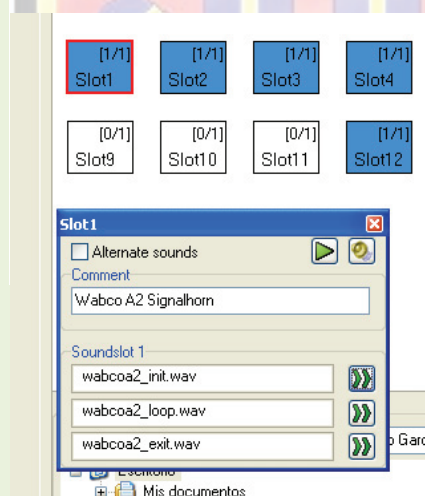 [1/1] [1/1] [1/1] [1/1]
Slot1 Slot2 Slot3 Slot4
[0/1] [0/1] [0/1] [1/1]
Slot9 Slot10 Slot11 Slot12
Slot1
Alternate sounds
Comment
Wabco A2 Signalhorn
Soundslot 1
wabcoa2_init.wav
wabcoa2_loop.wav
wabcoa2_exit.wav
Escritorio
Mis documentos